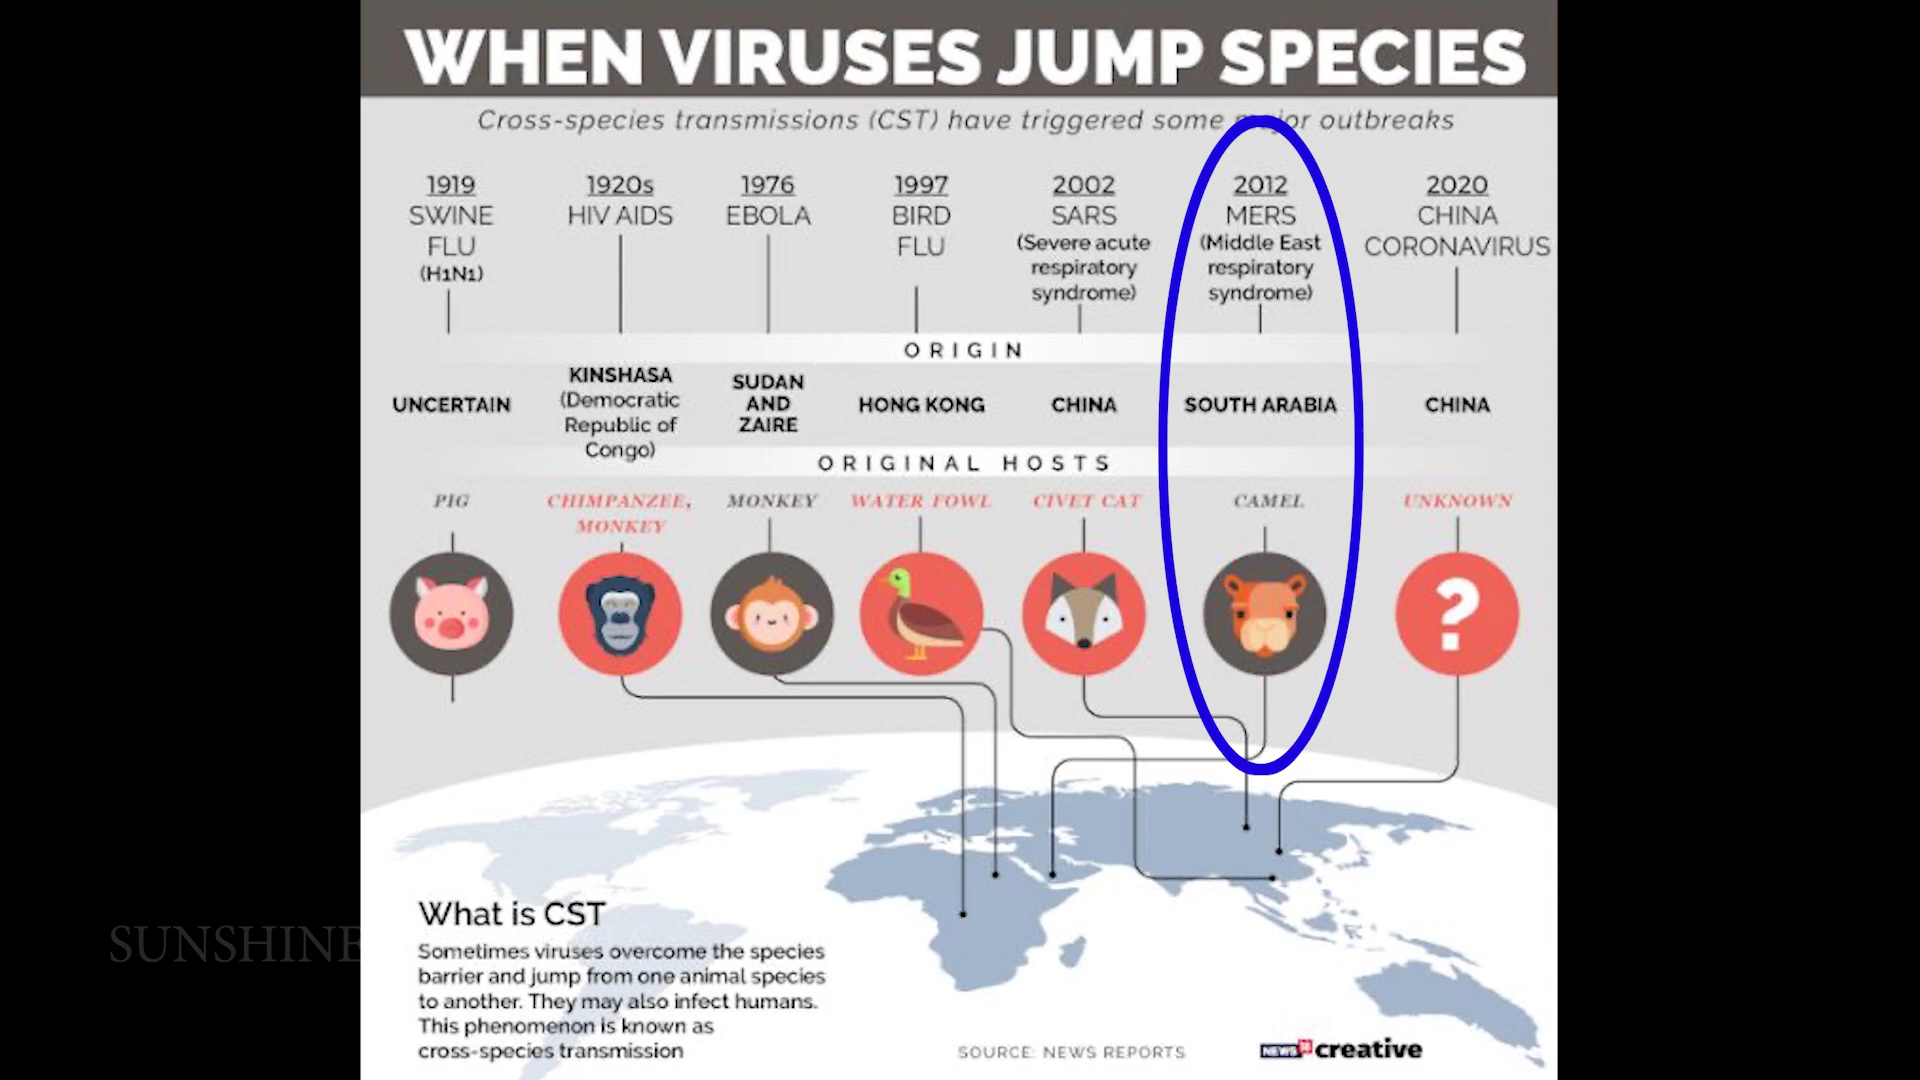 WHEN VIRUSES JUMP SPECIES
Cross-species transmissions (CST) have triggered some major outbreaks
1919
SWINE
FLU
(H1N1)
1920s
HIV AIDS
1976
EBOLA
1997
BIRD
FLU
2002
SARS
(Severe acute
respiratory
syndrome)
2012
MERS
(Middle East
respiratory
syndrome)
2020
CHINA
CORONAVIRUS
ORIGIN
UNCERTAIN
KINSHASA
(Democratic
Republic of
Congo)
SUDAN
AND
ZAIRE
HONG KONG
CHINA
SOUTH ARABIA
CHINA
ORIGINAL HOSTS
PIG
CHIMPANZEE,
MONKEY
MONKEY
WATER FOWL
CIVET CAT
CAMEL
UNKNOWN
?
What is CST
Sometimes viruses overcome the species
barrier and jump from one animal species
to another. They may also infect humans.
This phenomenon is known as
cross-species transmission
SUNSHINE
SOURCE: NEWS REPORTS
NEWS18 creative